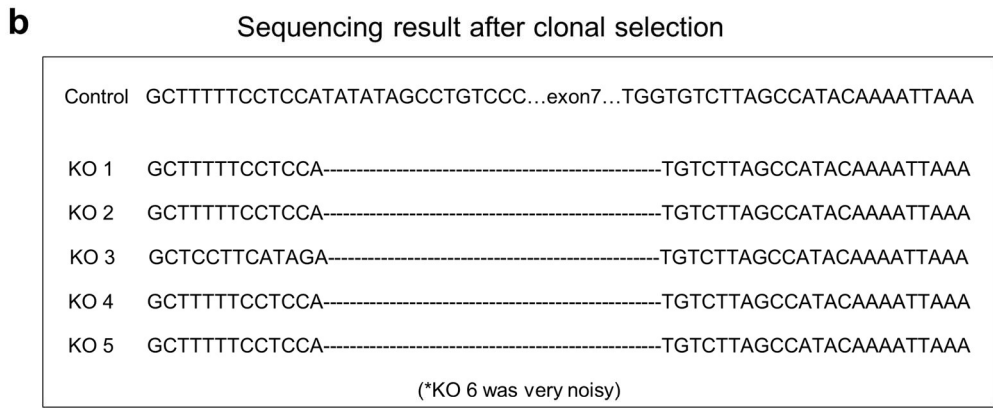 b
Sequencing result after clonal selection
Control GCTTTTTCCTCCATATATAGCCTGTCCC...exon7...TGGTGTCTTAGCCATACAAAATTAAA
KO 1 GCTTTTTCCTCCA---------------------------------------------------TGTCTTAGCCATACAAAATTAAA
KO 2 GCTTTTTCCTCCA---------------------------------------------------TGTCTTAGCCATACAAAATTAAA
KO 3 GCTCCTTCATAGA--------------------------------------------------TGTCTTAGCCATACAAAATTAAA
KO 4 GCTTTTTCCTCCA---------------------------------------------------TGTCTTAGCCATACAAAATTAAA
KO 5 GCTTTTTCCTCCA---------------------------------------------------TGTCTTAGCCATACAAAATTAAA
(*KO 6 was very noisy)